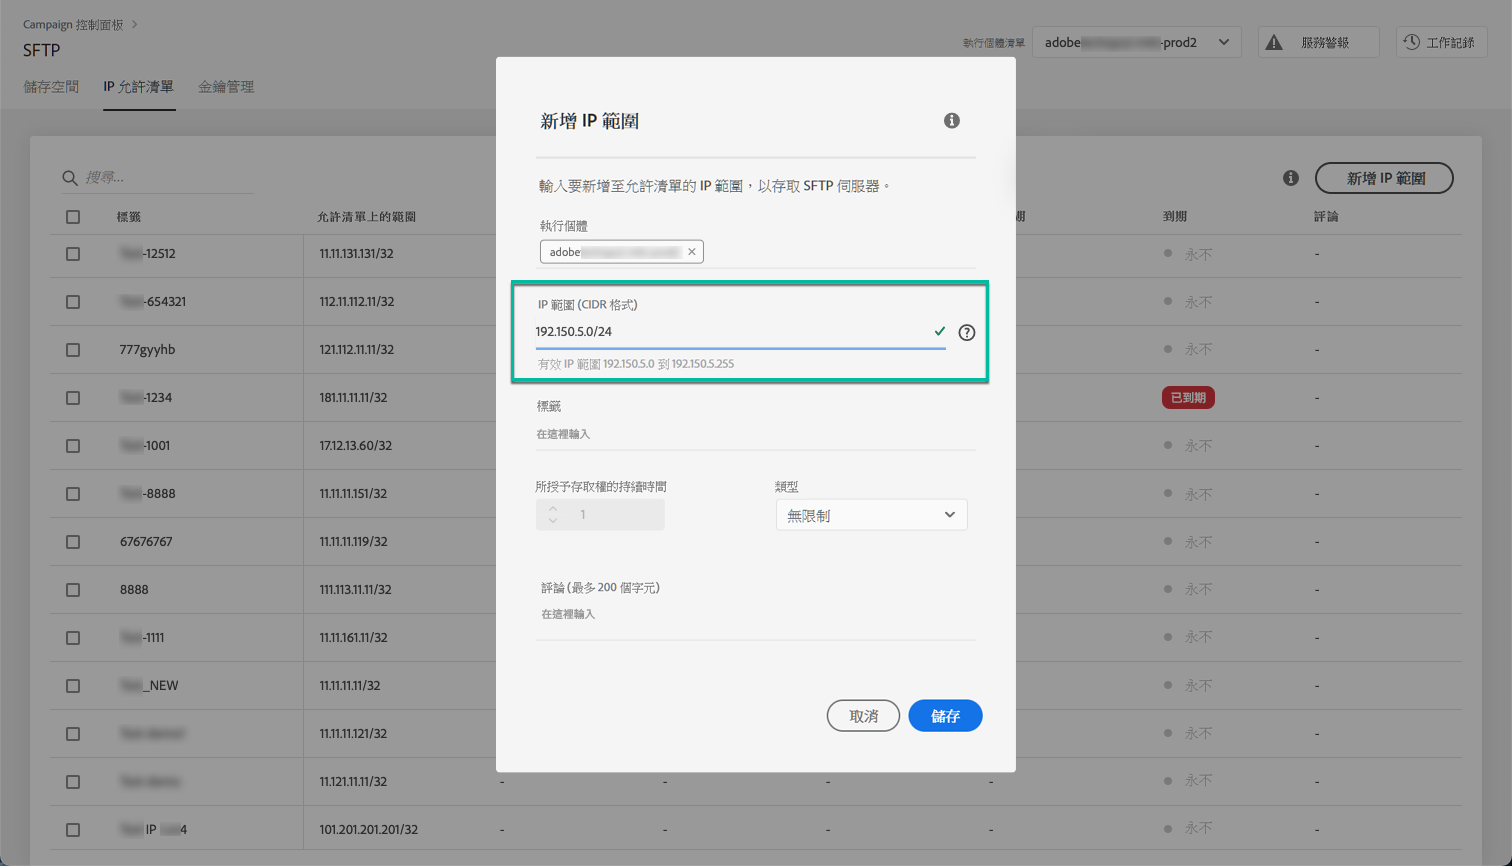 Campaign 控制面板 >
SFTP
執行個體清單 adobe -prod2 服務警報 工作記錄
儲存空間 IP 允許清單 金鑰管理
搜尋...
新增 IP 範圍
標籤 允許清單上的範圍 期 到期 評論
-12512 11.11.131.131/32 永不 -
-654321 112.11.112.11/32 永不 -
777gyyhb 121.112.11.11/32 永不 -
-1234 181.11.11.11/32 已到期 -
-1001 17.12.13.60/32 永不 -
-8888 11.11.11.151/32 永不 -
67676767 11.11.11.119/32 永不 -
8888 111.113.11.11/32 永不 -
-1111 11.11.161.11/32 永不 -
_NEW 11.11.11.11/32 永不 -
11.11.11.121/32 永不 -
11.121.11.11/32 - - - - 永不 -
IP 4 101.201.201.201/32 - - - - 永不 -
新增 IP 範圍
輸入要新增至允許清單的 IP 範圍，以存取 SFTP 伺服器。
執行個體
adobe ×
IP 範圍 (CIDR 格式)
192.150.5.0/24
有效 IP 範圍 192.150.5.0 到 192.150.5.255
標籤
在這裡輸入
所授予存取權的持續時間 類型
1 無限制
評論 (最多 200 個字元)
在這裡輸入
取消 儲存